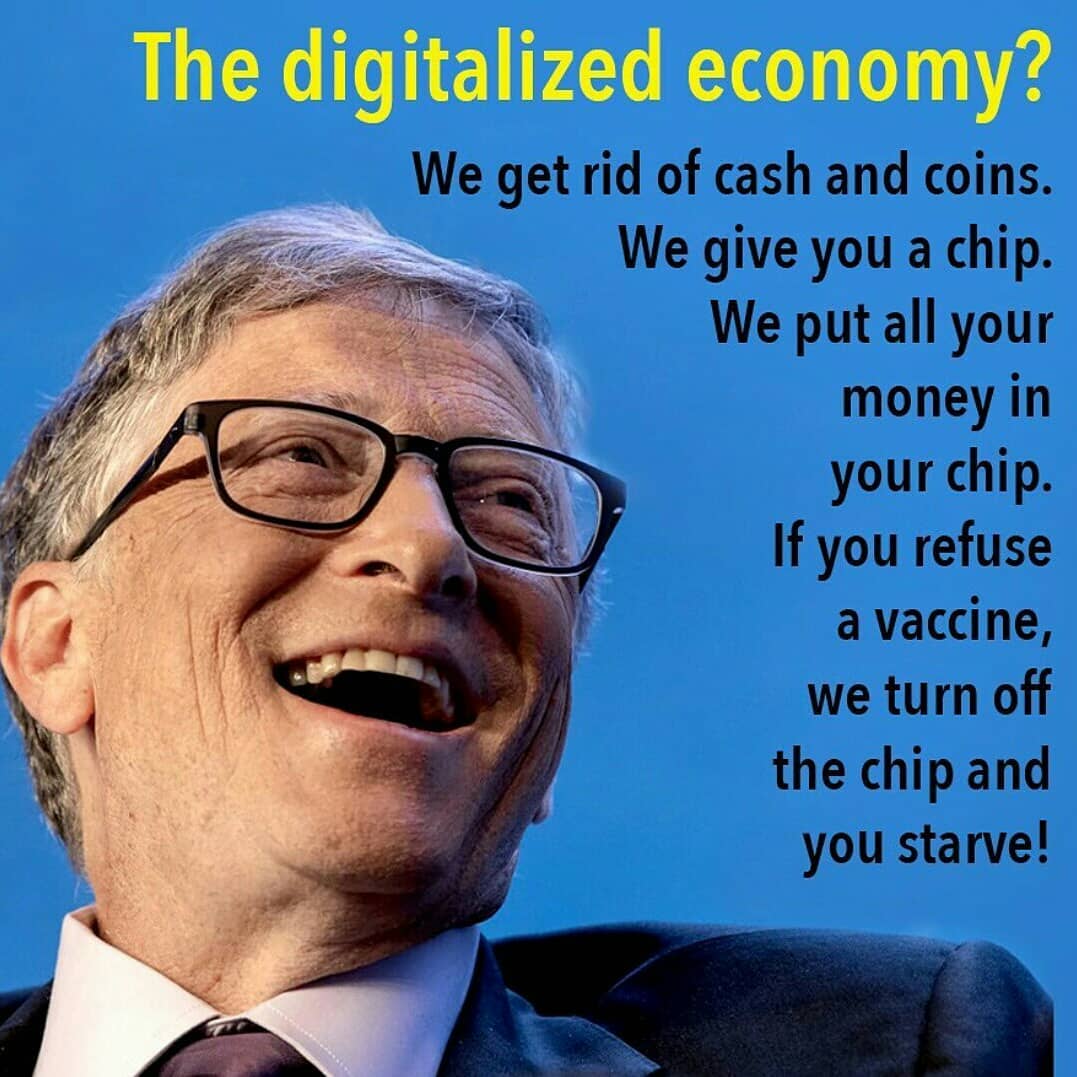 The digitalized economy?
We get rid of cash and coins.
We give you a chip.
We put all your
money in
your chip.
If you refuse
a vaccine,
we turn off
the chip and
you starve!